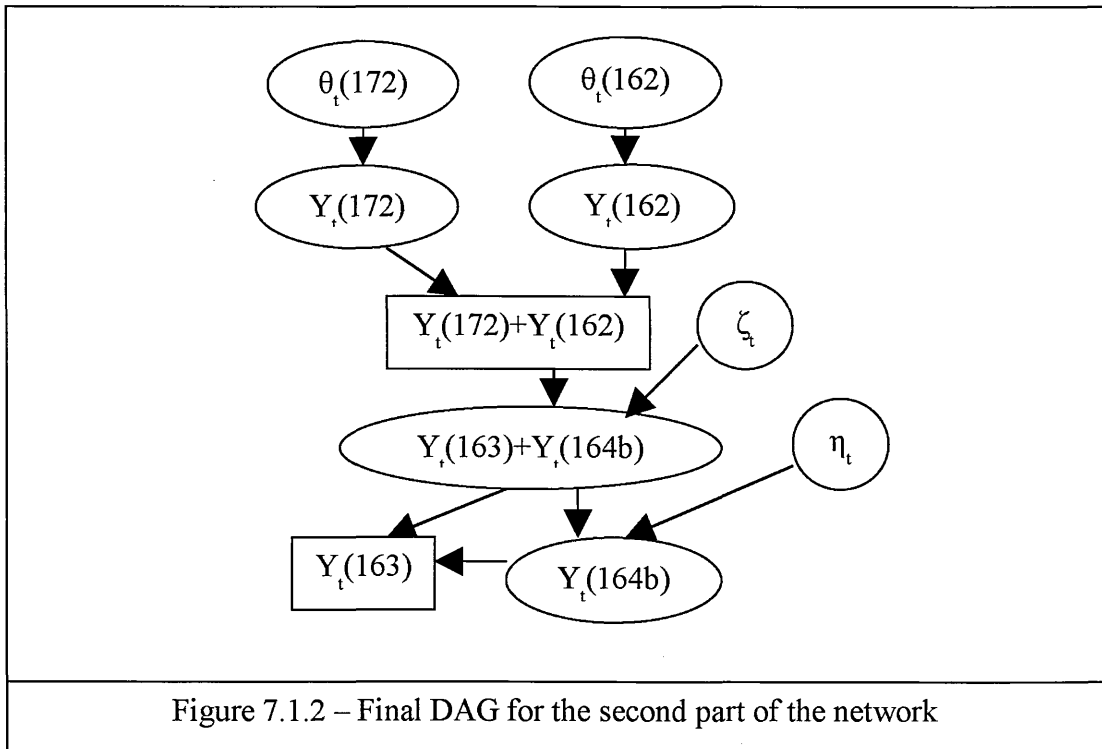 θₜ(172)
θₜ(162)
Yₜ(172)
Yₜ(162)
Yₜ(172)+Yₜ(162)
ζₜ
Yₜ(163)+Yₜ(164b)
ηₜ
Yₜ(163)
Yₜ(164b)
Figure 7.1.2 – Final DAG for the second part of the network